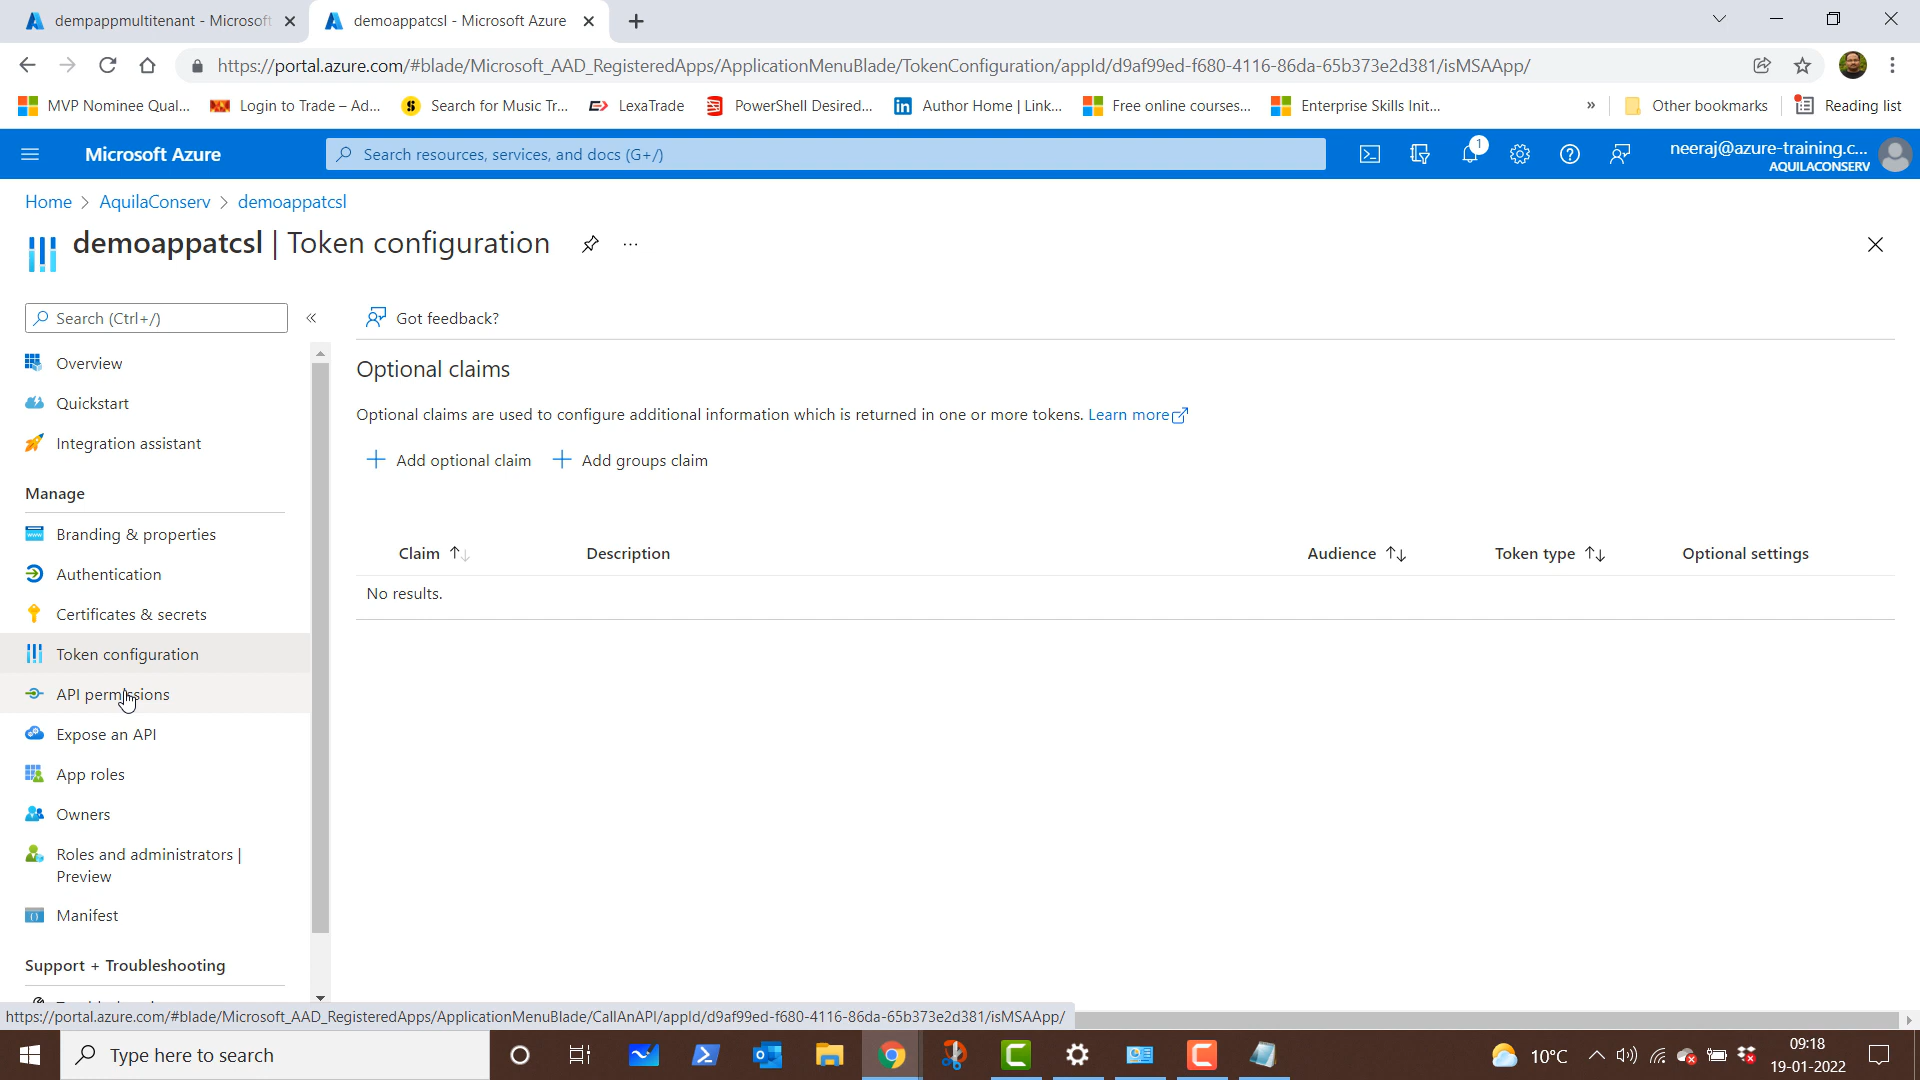 dempappmultitenant - Microsoft
demoappatcsl - Microsoft Azure
https://portal.azure.com/#blade/Microsoft_AAD_RegisteredApps/ApplicationMenuBlade/TokenConfiguration/appId/d9af99ed-f680-4116-86da-65b373e2d381/isMSAApp/
MVP Nominee Qual...
Login to Trade – Ad...
Search for Music Tr...
LexaTrade
PowerShell Desired...
Author Home | Link...
Free online courses...
Enterprise Skills Init...
»
Other bookmarks
Reading list
Microsoft Azure
Search resources, services, and docs (G+/)
1
neeraj@azure-training.c...
AQUILACONSERV
Home > AquilaConserv > demoappatcsl
demoappatcsl | Token configuration
Search (Ctrl+/)
«
Got feedback?
Overview
Quickstart
Integration assistant
Manage
Branding & properties
Authentication
Certificates & secrets
Token configuration
API permissions
Expose an API
App roles
Owners
Roles and administrators |
Preview
Manifest
Support + Troubleshooting
Optional claims
Optional claims are used to configure additional information which is returned in one or more tokens. Learn more
Add optional claim
Add groups claim
Claim
Description
Audience
Token type
Optional settings
No results.
https://portal.azure.com/#blade/Microsoft_AAD_RegisteredApps/ApplicationMenuBlade/CallAnAPI/appId/d9af99ed-f680-4116-86da-65b373e2d381/isMSAApp/
Type here to search
10°C
09:18
19-01-2022